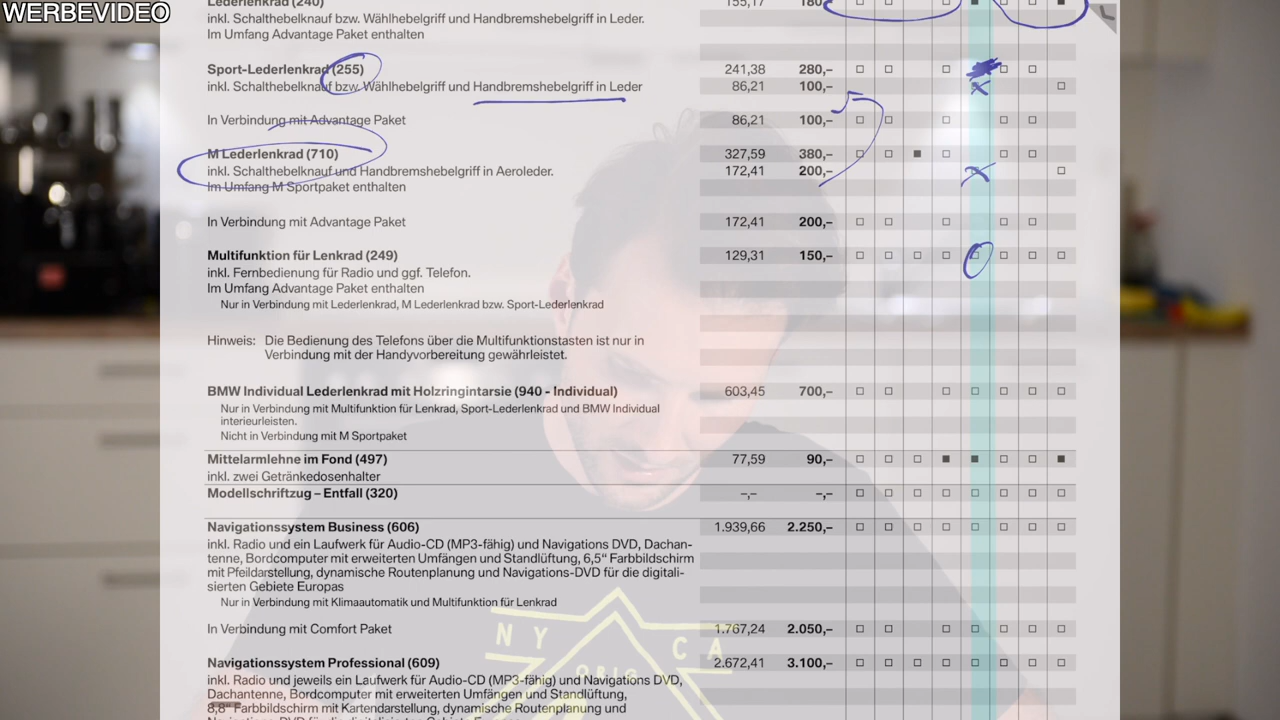 WERBEVIDEO
Lederlenkrad (240) 155,17 180,–
inkl. Schalthebelknauf bzw. Wählhebelgriff und Handbremshebelgriff in Leder.
Im Umfang Advantage Paket enthalten
Sport-Lederlenkrad (255) 241,38 280,–
inkl. Schalthebelknauf bzw. Wählhebelgriff und Handbremshebelgriff in Leder 86,21 100,–
In Verbindung mit Advantage Paket 86,21 100,–
M Lederlenkrad (710) 327,59 380,–
inkl. Schalthebelknauf und Handbremshebelgriff in Aeroleder. 172,41 200,–
Im Umfang M Sportpaket enthalten
In Verbindung mit Advantage Paket 172,41 200,–
Multifunktion für Lenkrad (249) 129,31 150,–
inkl. Fernbedienung für Radio und ggf. Telefon.
Im Umfang Advantage Paket enthalten
Nur in Verbindung mit Lederlenkrad, M Lederlenkrad bzw. Sport-Lederlenkrad
Hinweis: Die Bedienung des Telefons über die Multifunktionstasten ist nur in
Verbindung mit der Handyvorbereitung gewährleistet.
BMW Individual Lederlenkrad mit Holzringintarsie (940 - Individual) 603,45 700,–
Nur in Verbindung mit Multifunktion für Lenkrad, Sport-Lederlenkrad und BMW Individual
interieurleisten.
Nicht in Verbindung mit M Sportpaket
Mittelarmlehne im Fond (497) 77,59 90,–
inkl. zwei Getränkedosenhalter
Modellschriftzug – Entfall (320) –,– –,–
Navigationssystem Business (606) 1.939,66 2.250,–
inkl. Radio und ein Laufwerk für Audio-CD (MP3-fähig) und Navigations DVD, Dachan-
tenne, Bordcomputer mit erweiterten Umfängen und Standlüftung, 6,5“ Farbbildschirm
mit Pfeildarstellung, dynamische Routenplanung und Navigations-DVD für die digitali-
sierten Gebiete Europas
Nur in Verbindung mit Klimaautomatik und Multifunktion für Lenkrad
In Verbindung mit Comfort Paket 1.767,24 2.050,–
Navigationssystem Professional (609) 2.672,41 3.100,–
inkl. Radio und jeweils ein Laufwerk für Audio-CD (MP3-fähig) und Navigations DVD,
Dachantenne, Bordcomputer mit erweiterten Umfängen und Standlüftung,
8,8“ Farbbildschirm mit Kartendarstellung, dynamische Routenplanung und
NY CA